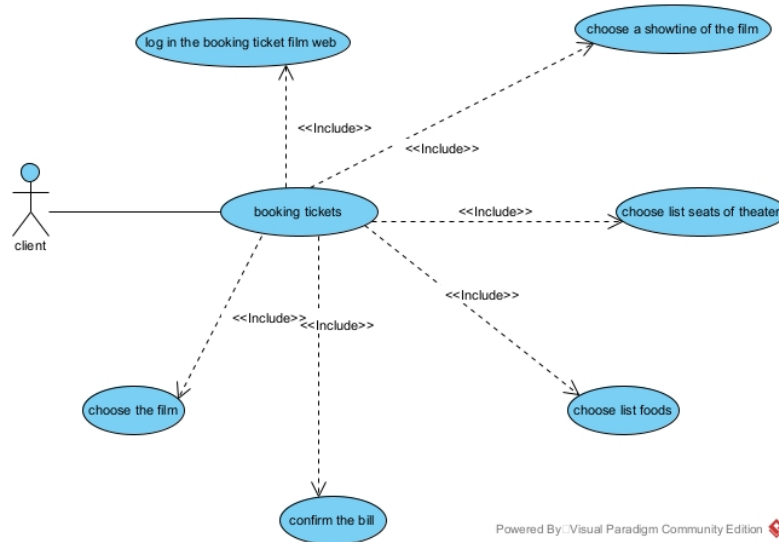 log in the booking ticket film web
choose a showtine of the film
<<Include>>
<<Include>>
client
booking tickets
<<Include>>
choose list seats of theater
<<Include>>
<<Include>>
<<Include>>
choose the film
choose list foods
confirm the bill
Powered By Visual Paradigm Community Edition